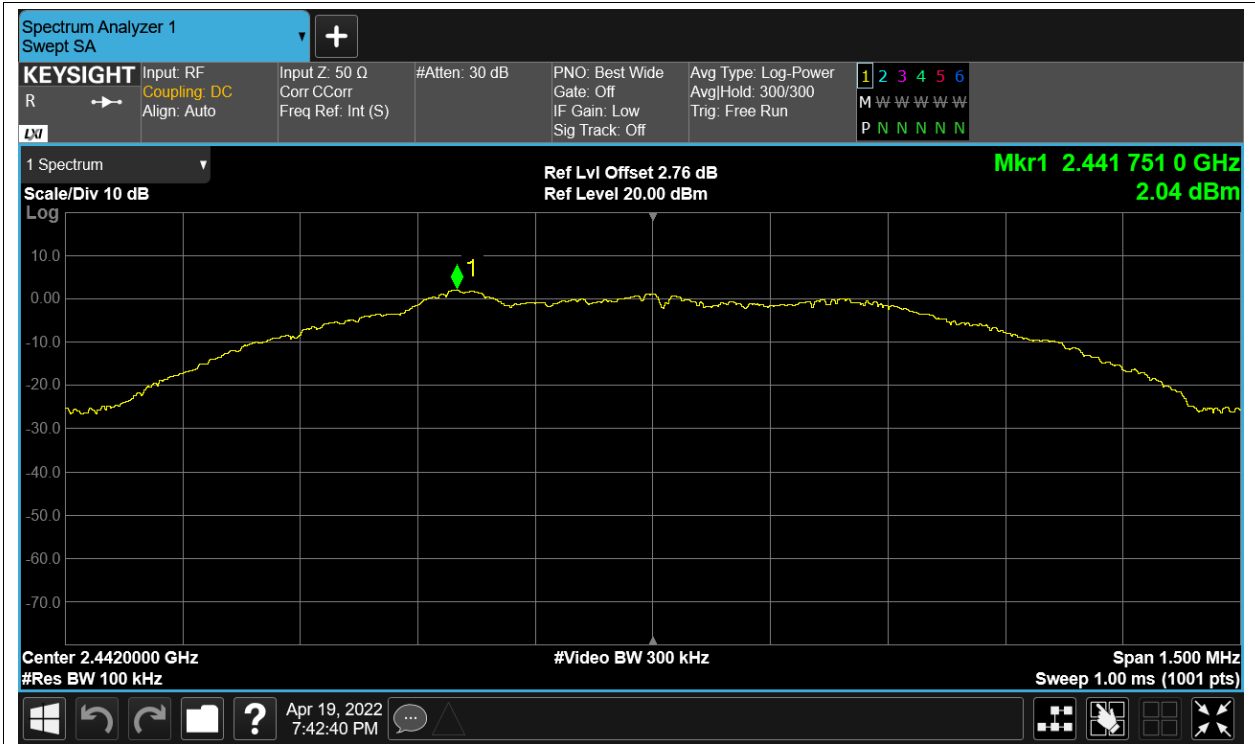 Spectrum Analyzer 1
Swept SA
KEYSIGHT
R
LXI
Input: RF
Coupling: DC
Align: Auto
Input Z: 50 Ω
Corr CCorr
Freq Ref: Int (S)
#Atten: 30 dB
PNO: Best Wide
Gate: Off
IF Gain: Low
Sig Track: Off
Avg Type: Log-Power
Avg|Hold: 300/300
Trig: Free Run
1 2 3 4 5 6
M W W W W W
P N N N N N
1 Spectrum
Scale/Div 10 dB
Log
Ref Lvl Offset 2.76 dB
Ref Level 20.00 dBm
Mkr1 2.441 751 0 GHz
2.04 dBm
1
10.0
0.00
-10.0
-20.0
-30.0
-40.0
-50.0
-60.0
-70.0
Center 2.4420000 GHz
#Video BW 300 kHz
Span 1.500 MHz
#Res BW 100 kHz
Sweep 1.00 ms (1001 pts)
?
Apr 19, 2022
7:42:40 PM